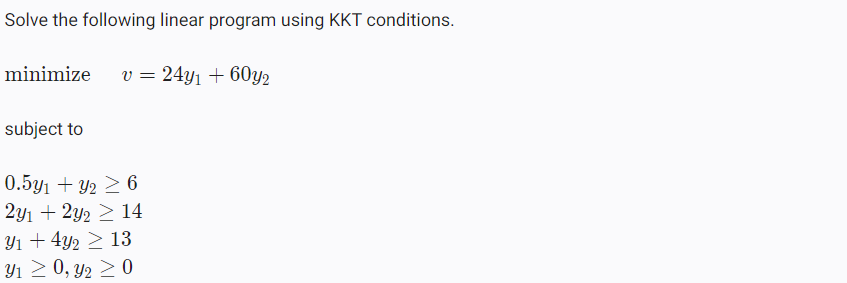 Solve the following linear program using KKT conditions.
minimize v = 24y₁ + 60y₂
subject to
0.5y₁ + y₂ ≥ 6
2y₁ + 2y₂ ≥ 14
y₁ + 4y₂ ≥ 13
y₁ ≥ 0, y₂ ≥ 0